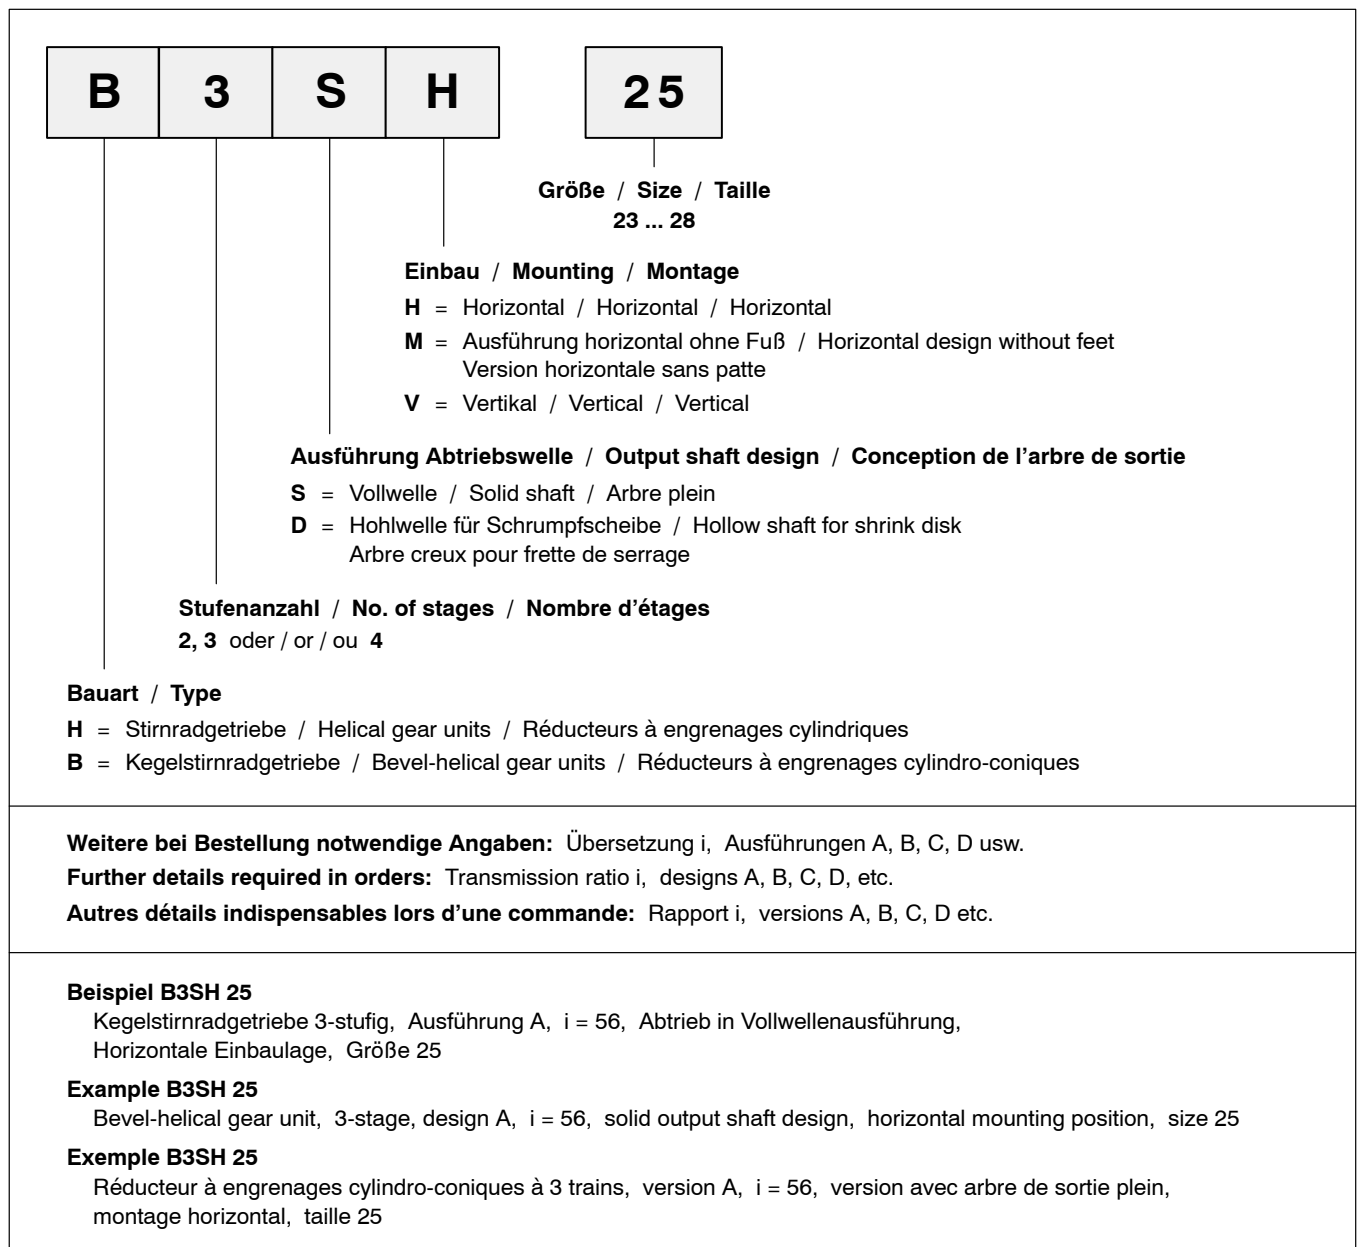 B 3 S H 25
Größe / Size / Taille
23 ... 28
Einbau / Mounting / Montage
H = Horizontal / Horizontal / Horizontal
M = Ausführung horizontal ohne Fuß / Horizontal design without feet
Version horizontale sans patte
V = Vertikal / Vertical / Vertical
Ausführung Abtriebswelle / Output shaft design / Conception de l'arbre de sortie
S = Vollwelle / Solid shaft / Arbre plein
D = Hohlwelle für Schrumpfscheibe / Hollow shaft for shrink disk
Arbre creux pour frette de serrage
Stufenanzahl / No. of stages / Nombre d'étages
2, 3 oder / or / ou 4
Bauart / Type
H = Stirnradgetriebe / Helical gear units / Réducteurs à engrenages cylindriques
B = Kegelstirnradgetriebe / Bevel-helical gear units / Réducteurs à engrenages cylindro-coniques
Weitere bei Bestellung notwendige Angaben: Übersetzung i, Ausführungen A, B, C, D usw.
Further details required in orders: Transmission ratio i, designs A, B, C, D, etc.
Autres détails indispensables lors d'une commande: Rapport i, versions A, B, C, D etc.
Beispiel B3SH 25
Kegelstirnradgetriebe 3-stufig, Ausführung A, i = 56, Abtrieb in Vollwellenausführung,
Horizontale Einbaulage, Größe 25
Example B3SH 25
Bevel-helical gear unit, 3-stage, design A, i = 56, solid output shaft design, horizontal mounting position, size 25
Exemple B3SH 25
Réducteur à engrenages cylindro-coniques à 3 trains, version A, i = 56, version avec arbre de sortie plein,
montage horizontal, taille 25